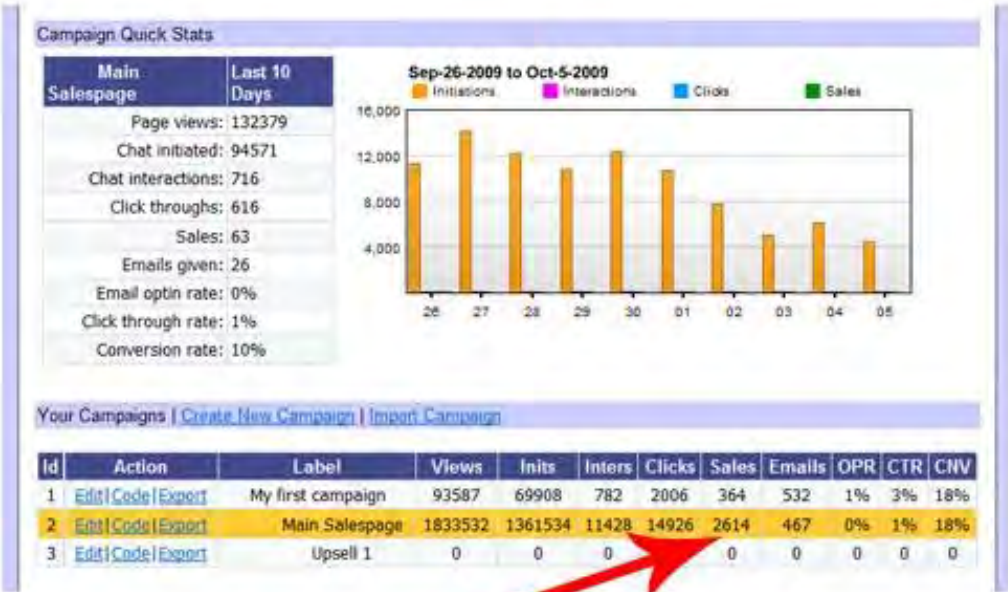 Campaign Quick Stats
Main Salespage Last 10 Days
Page views: 132379
Chat initiated: 94571
Chat interactions: 716
Click throughs: 616
Sales: 63
Emails given: 26
Email optin rate: 0%
Click through rate: 1%
Conversion rate: 10%
Sep-26-2009 to Oct-5-2009
Initiations Interactions Clicks Sales
16,000
12,000
8,000
4,000
26 27 28 29 30 01 02 03 04 05
Your Campaigns | Create New Campaign | Import Campaign
Id Action Label Views Inits Inters Clicks Sales Emails OPR CTR CNV
1 Edit | Code | Export My first campaign 93587 69908 782 2006 364 532 1% 3% 18%
2 Edit | Code | Export Main Salespage 1833532 1361534 11428 14926 2614 467 0% 1% 18%
3 Edit | Code | Export Upsell 1 0 0 0 0 0 0 0 0 0